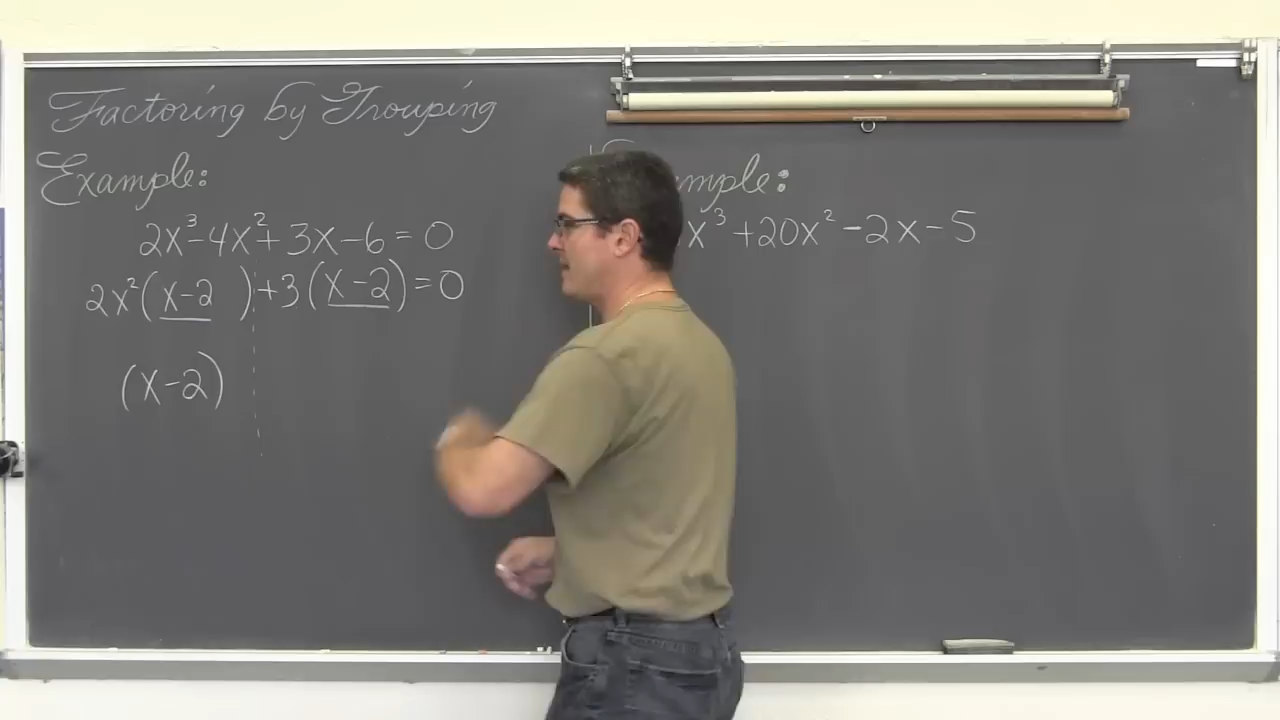 Factoring by Grouping
Example:
2x³-4x²+3x-6=0
2x²(x-2)+3(x-2)=0
(x-2)
mple:
x³+20x²-2x-5